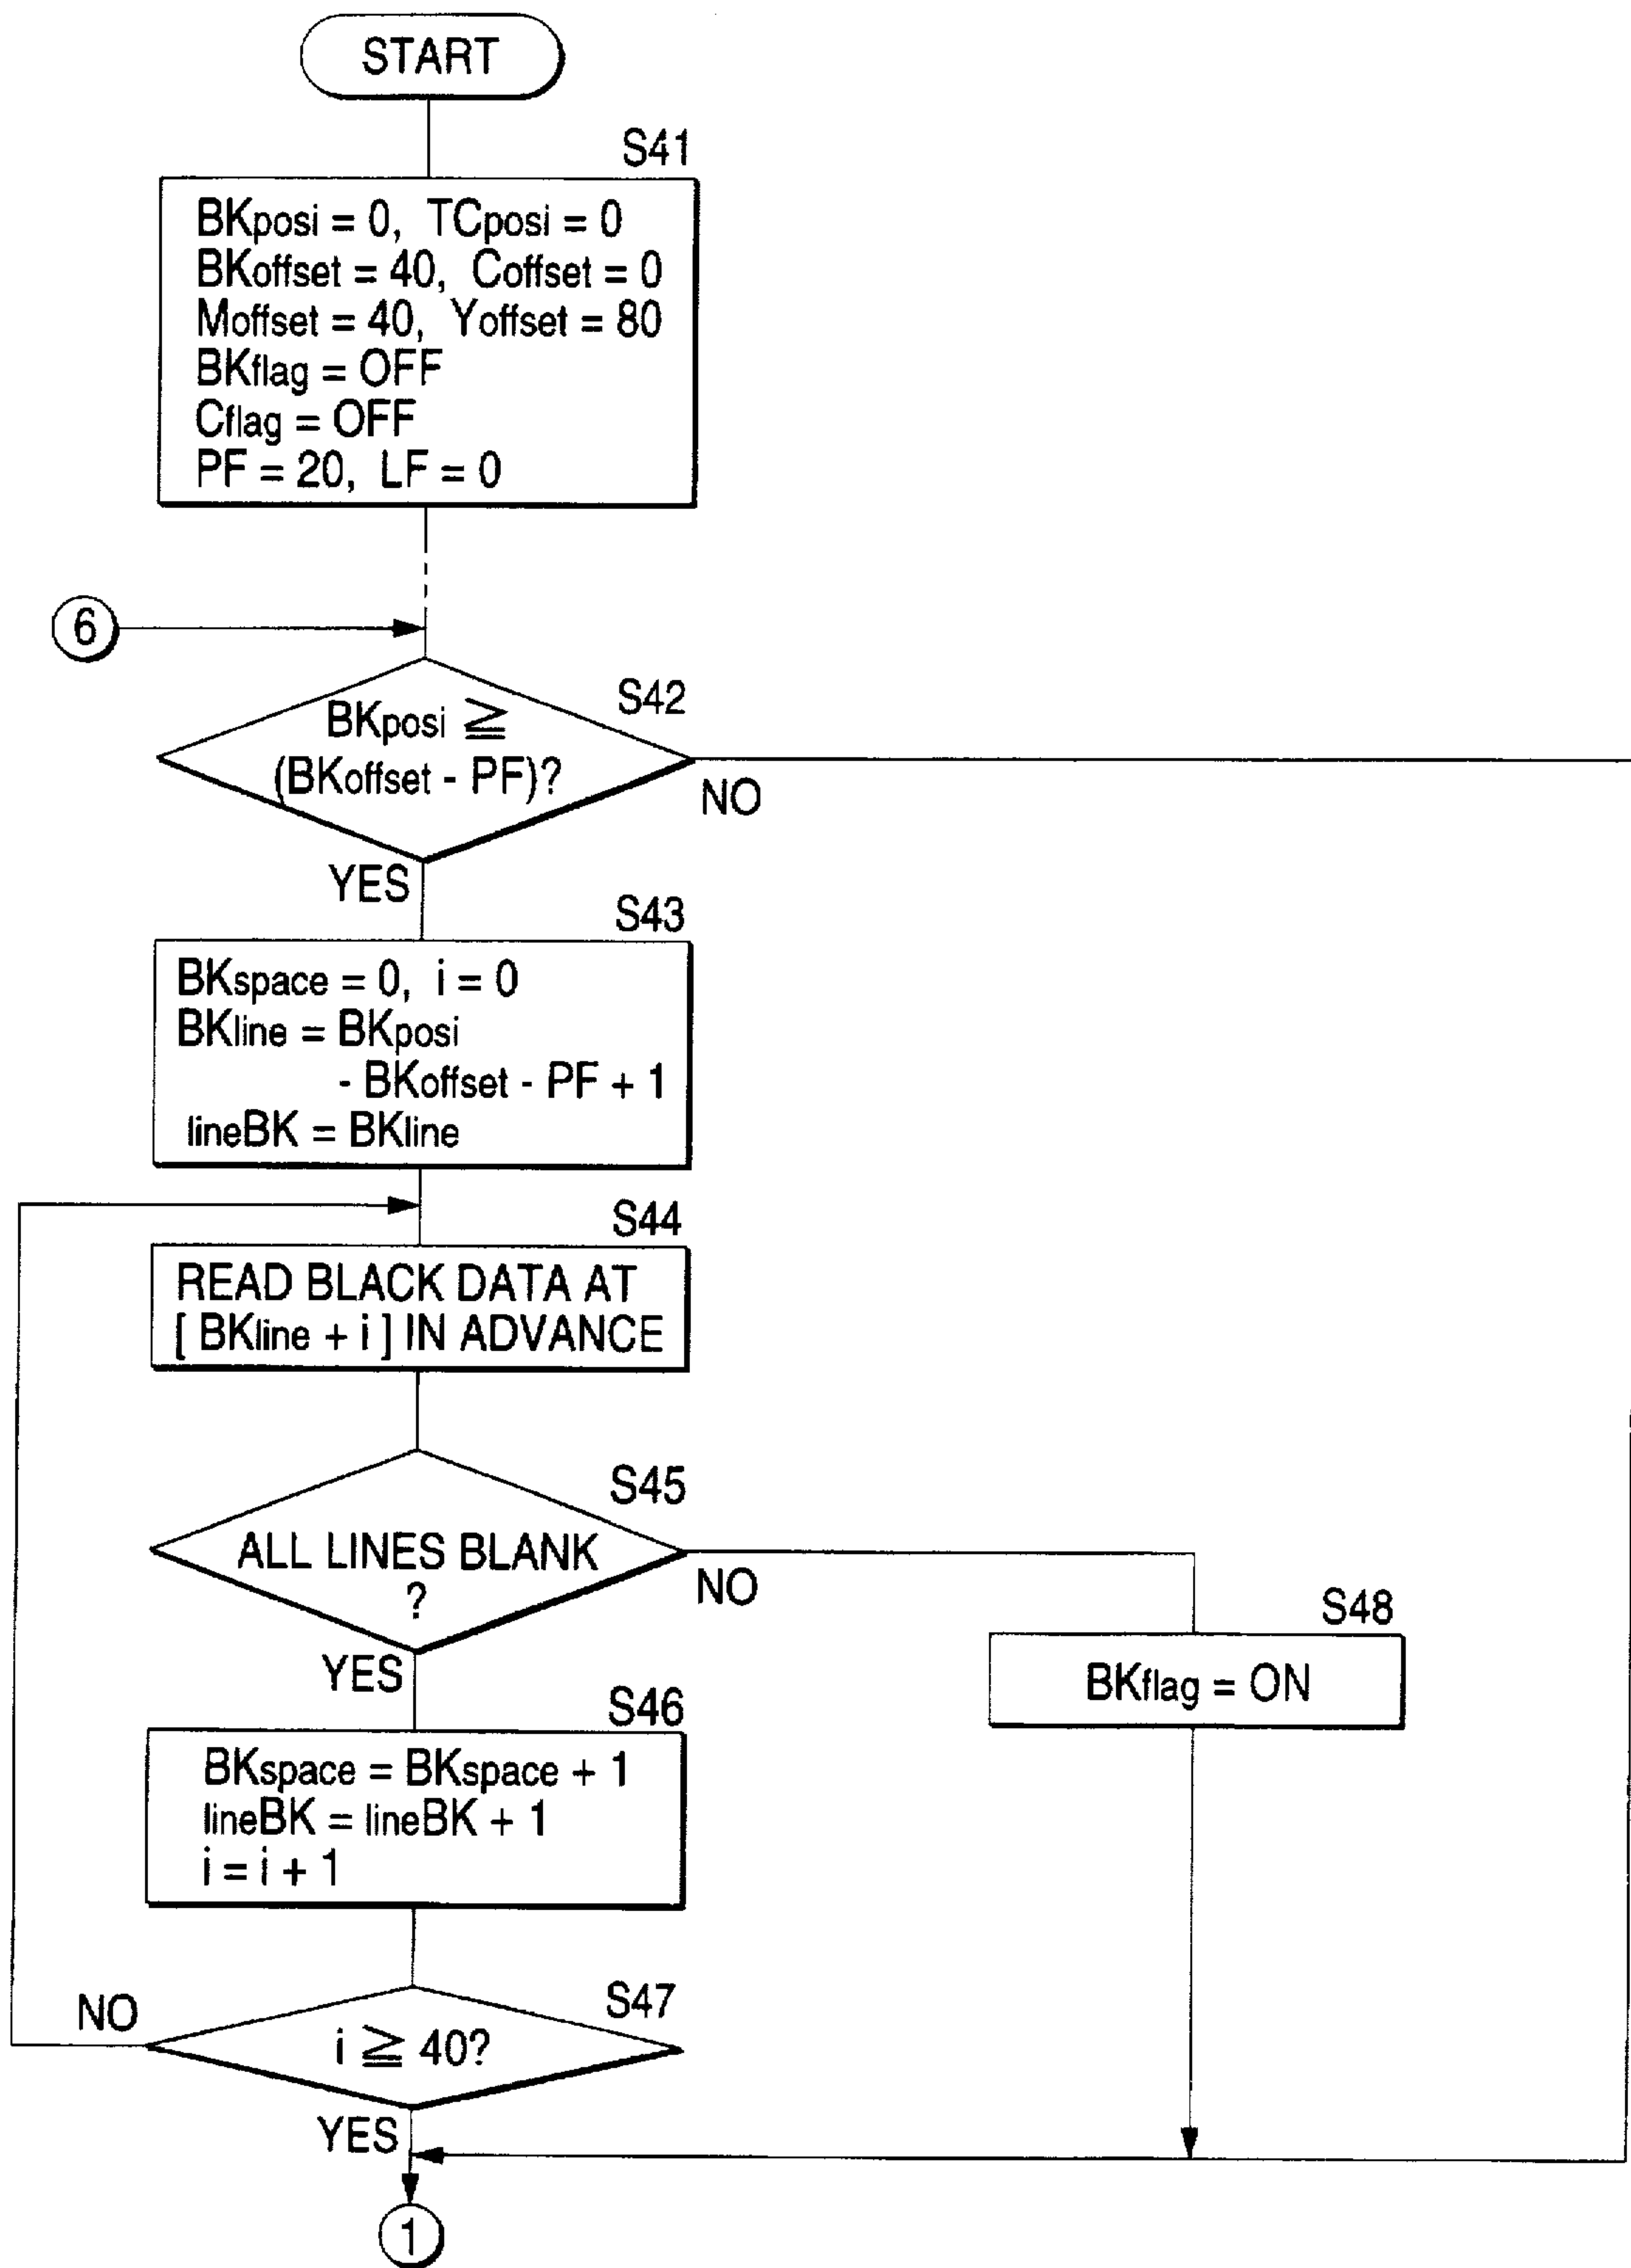 START
S41
BKposi = 0, TCposi = 0
BKoffset = 40, Coffset = 0
Moffset = 40, Yoffset = 80
BKflag = OFF
Cflag = OFF
PF = 20, LF = 0
6
S42
BKposi ≧
(BKoffset - PF)?
NO
YES
S43
BKspace = 0, i = 0
BKline = BKposi
- BKoffset - PF + 1
lineBK = BKline
S44
READ BLACK DATA AT
[ BKline + i ] IN ADVANCE
S45
ALL LINES BLANK
?
NO
YES
S48
BKflag = ON
S46
BKspace = BKspace + 1
lineBK = lineBK + 1
i = i + 1
S47
NO
i ≧ 40?
YES
1